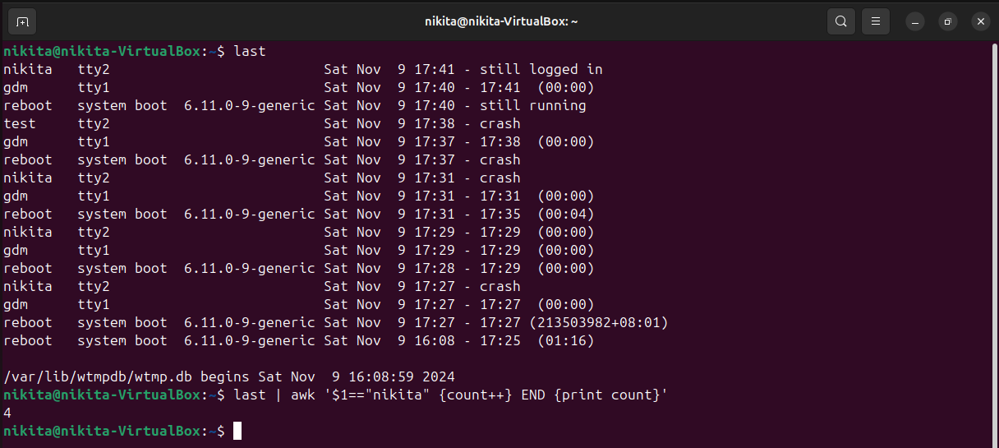 nikita@nikita-VirtualBox: ~
nikita@nikita-VirtualBox:~$ last
nikita   tty2                          Sat Nov  9 17:41 - still logged in
gdm      tty1                          Sat Nov  9 17:40 - 17:41  (00:00)
reboot   system boot  6.11.0-9-generic Sat Nov  9 17:40 - still running
test     tty2                          Sat Nov  9 17:38 - crash
gdm      tty1                          Sat Nov  9 17:37 - 17:38  (00:00)
reboot   system boot  6.11.0-9-generic Sat Nov  9 17:37 - crash
nikita   tty2                          Sat Nov  9 17:31 - crash
gdm      tty1                          Sat Nov  9 17:31 - 17:31  (00:00)
reboot   system boot  6.11.0-9-generic Sat Nov  9 17:31 - 17:35  (00:04)
nikita   tty2                          Sat Nov  9 17:29 - 17:29  (00:00)
gdm      tty1                          Sat Nov  9 17:29 - 17:29  (00:00)
reboot   system boot  6.11.0-9-generic Sat Nov  9 17:28 - 17:29  (00:00)
nikita   tty2                          Sat Nov  9 17:27 - crash
gdm      tty1                          Sat Nov  9 17:27 - 17:27  (00:00)
reboot   system boot  6.11.0-9-generic Sat Nov  9 17:27 - 17:27 (213503982+08:01)
reboot   system boot  6.11.0-9-generic Sat Nov  9 16:08 - 17:25  (01:16)
/var/lib/wtmpdb/wtmp.db begins Sat Nov  9 16:08:59 2024
nikita@nikita-VirtualBox:~$ last | awk '$1=="nikita" {count++} END {print count}'
4
nikita@nikita-VirtualBox:~$